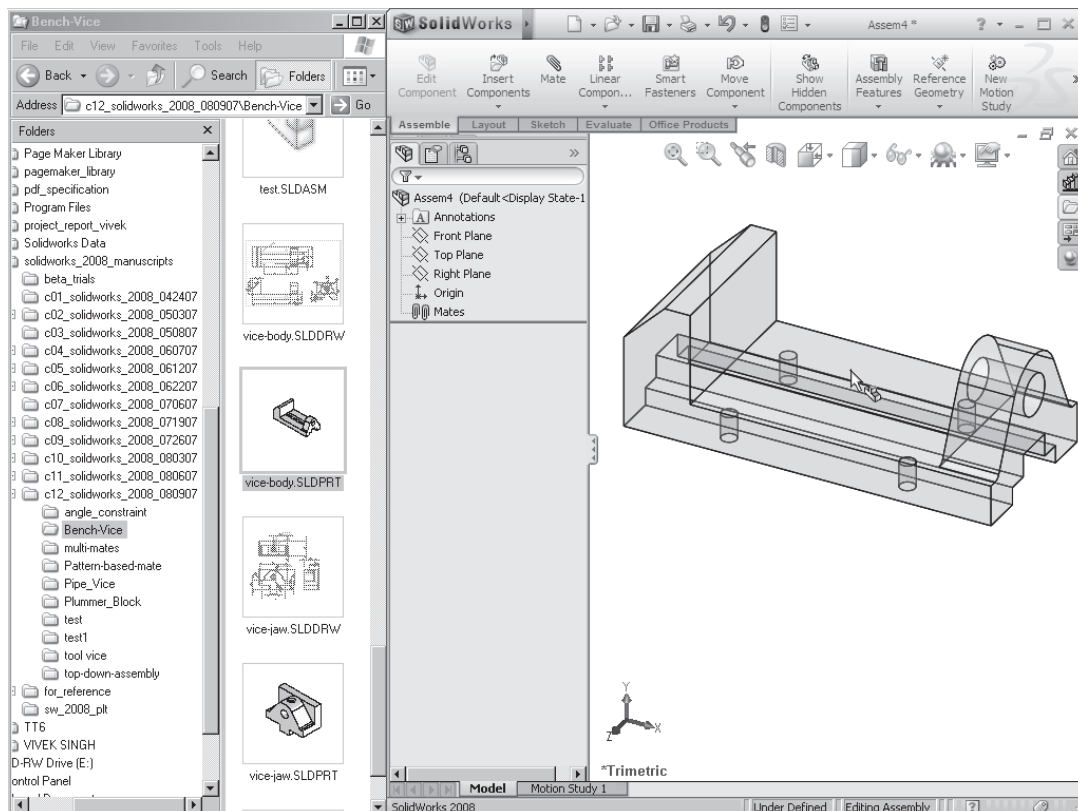 Bench-Vice
File Edit View Favorites Tools Help
Back Search Folders
Address c12_solidworks_2008_080907\Bench-Vice Go
Folders
Page Maker Library
pagemaker_library
pdf_specification
Program Files
project_report_vivek
Solidworks Data
solidworks_2008_manuscripts
beta_trials
c01_solidworks_2008_042407
c02_solidworks_2008_050307
c03_solidworks_2008_050807
c04_solidworks_2008_060707
c05_solidworks_2008_061207
c06_solidworks_2008_062207
c07_solidworks_2008_070607
c08_solidworks_2008_071907
c09_solidworks_2008_072607
c10_solidworks_2008_080307
c11_solidworks_2008_080607
c12_solidworks_2008_080907
angle_constraint
Bench-Vice
multi-mates
Pattern-based-mate
Pipe_Vice
Plummer_Block
test
test1
tool vice
top-down-assembly
for_reference
sw_2008_plt
TT6
VIVEK SINGH
D-RW Drive (E:)
ontrol Panel
test.SLDASM
vice-body.SLDDRW
vice-body.SLDPRT
vice-jaw.SLDDRW
vice-jaw.SLDPRT
SolidWorks
Assem4 *
?
Edit Component
Insert Components
Mate
Linear Compon...
Smart Fasteners
Move Component
Show Hidden Components
Assembly Features
Reference Geometry
New Motion Study
Assemble Layout Sketch Evaluate Office Products
Assem4 (Default<Display State-1
Annotations
Front Plane
Top Plane
Right Plane
Origin
Mates
Y
X
Z
*Trimetric
Model Motion Study 1
SolidWorks 2008 Under Defined Editing Assembly ?